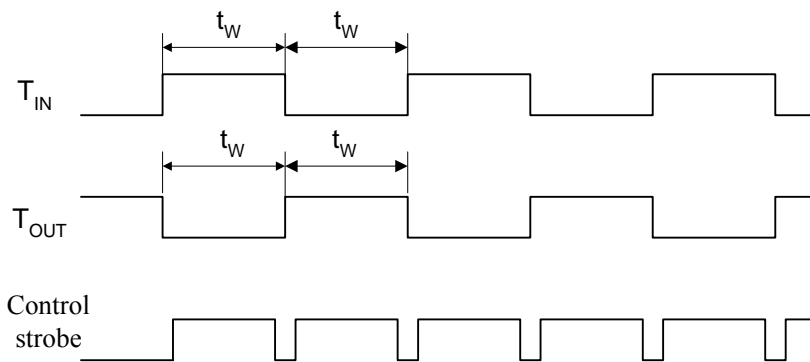 t_W t_W
T_IN
t_W t_W
T_OUT
Control
strobe